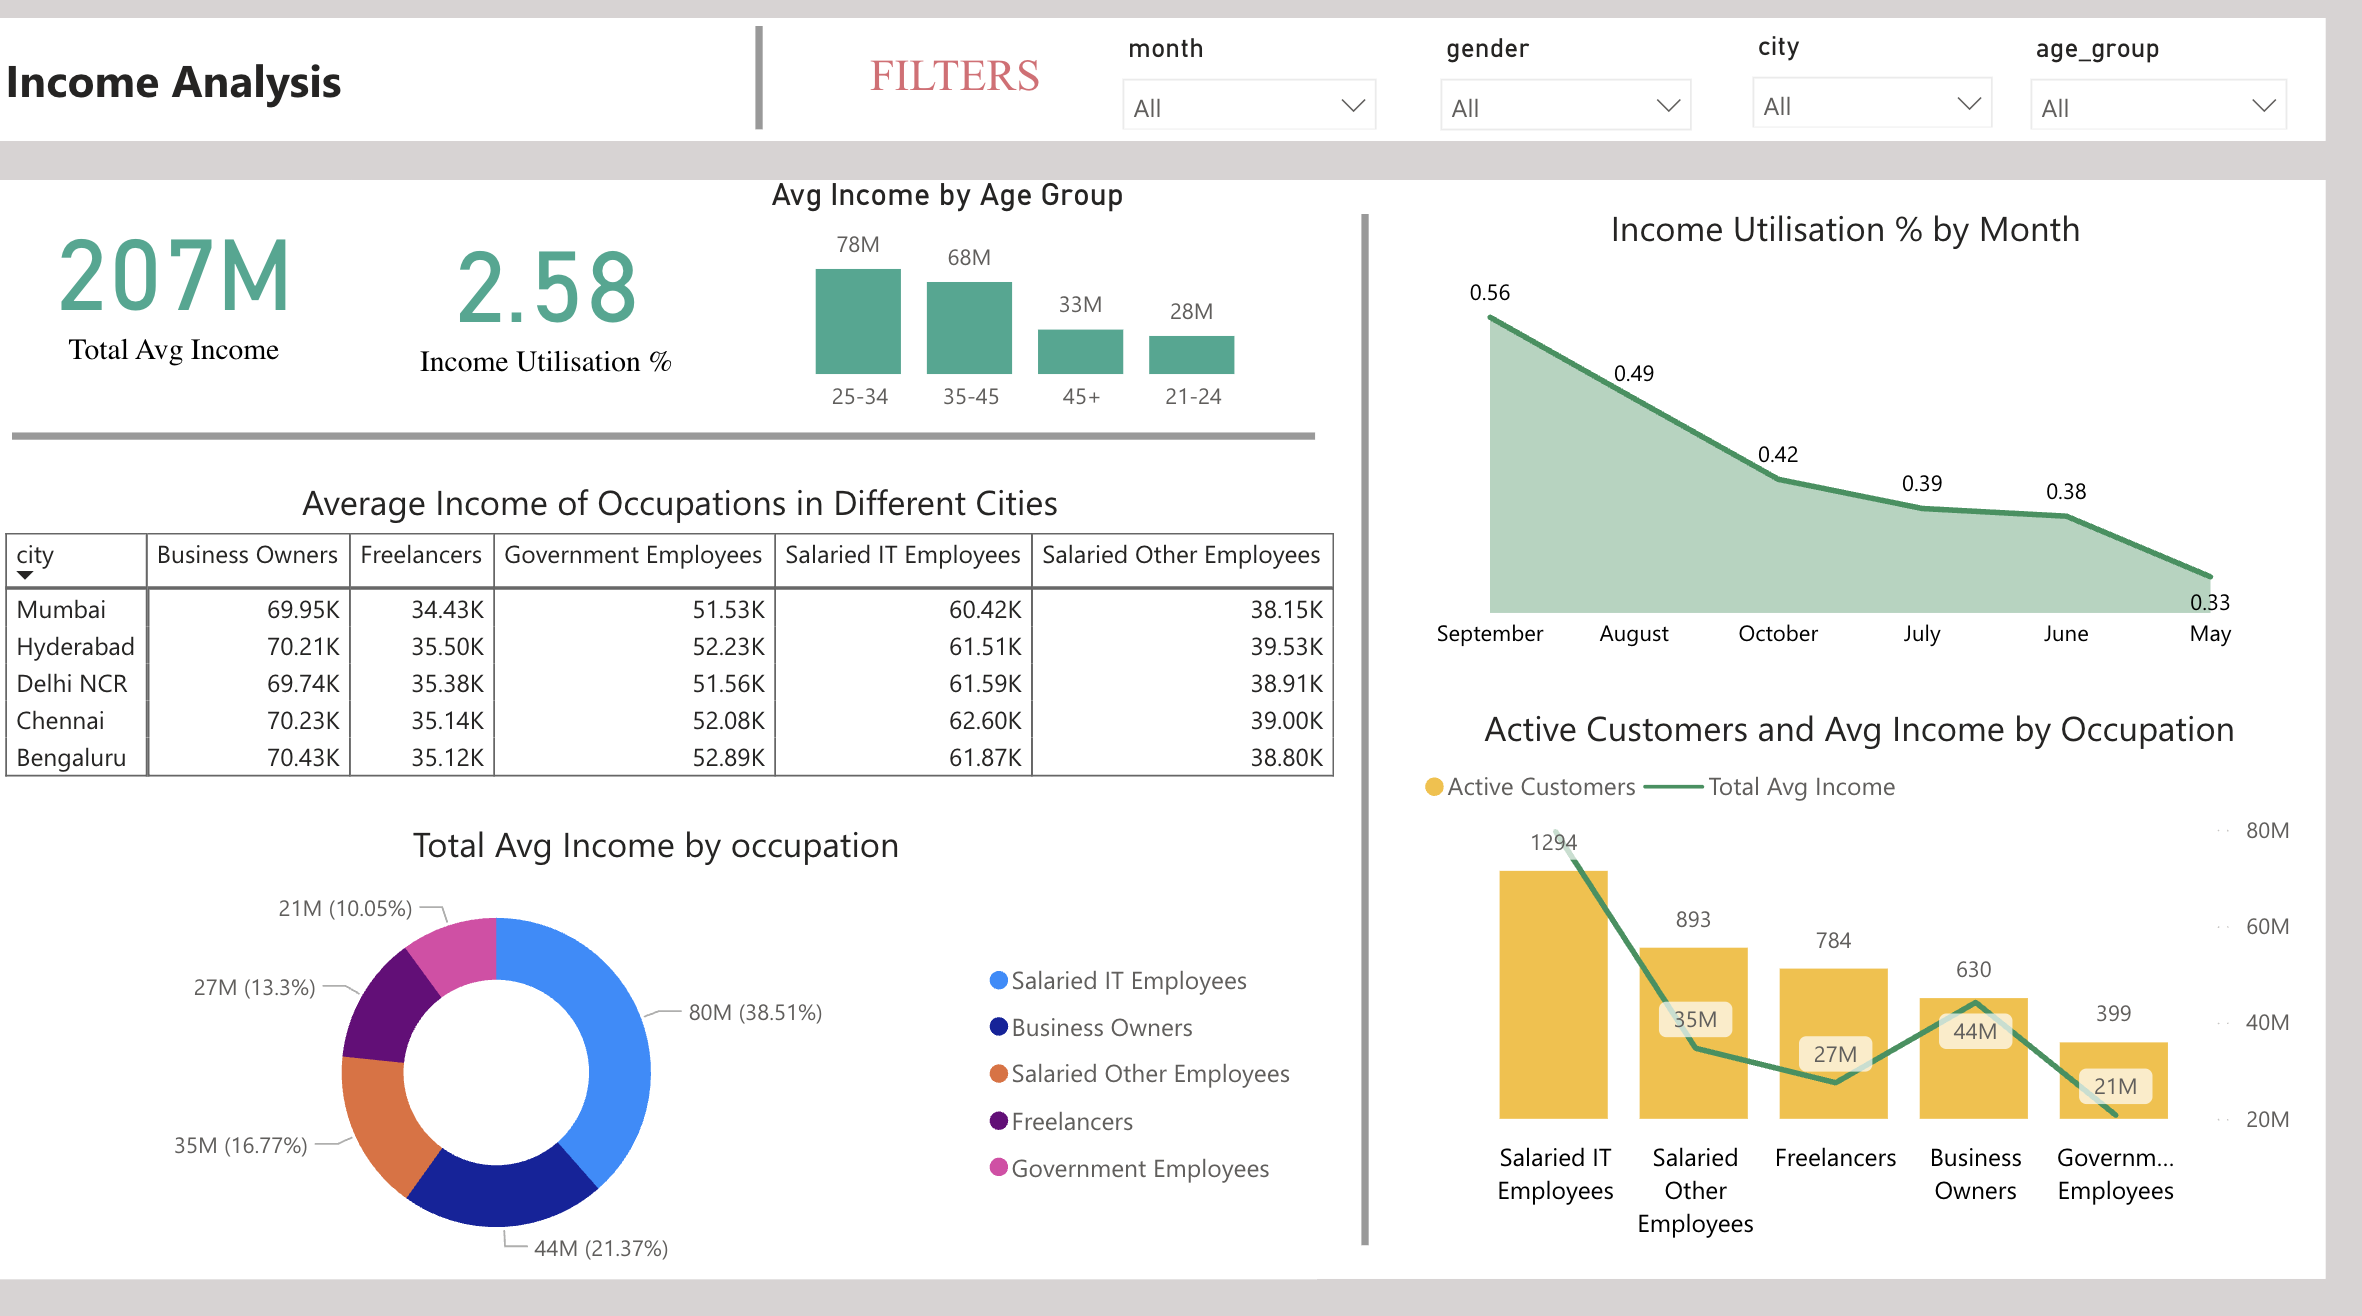 Income Analysis
FILTERS
month
All
gender
All
city
All
age_group
All
207M
Total Avg Income
2.58
Income Utilisation %
Avg Income by Age Group
78M
68M
33M
28M
25-34 35-45 45+ 21-24
Average Income of Occupations in Different Cities
city Business Owners Freelancers Government Employees Salaried IT Employees Salaried Other Employees
Mumbai 69.95K 34.43K 51.53K 60.42K 38.15K
Hyderabad 70.21K 35.50K 52.23K 61.51K 39.53K
Delhi NCR 69.74K 35.38K 51.56K 61.59K 38.91K
Chennai 70.23K 35.14K 52.08K 62.60K 39.00K
Bengaluru 70.43K 35.12K 52.89K 61.87K 38.80K
Total Avg Income by occupation
21M (10.05%)
27M (13.3%)
80M (38.51%)
35M (16.77%)
44M (21.37%)
Salaried IT Employees
Business Owners
Salaried Other Employees
Freelancers
Government Employees
Income Utilisation % by Month
0.56
0.49
0.42
0.39
0.38
0.33
September August October July June May
Active Customers and Avg Income by Occupation
Active Customers Total Avg Income
1294
893
784
630
399
35M
27M
44M
21M
80M
60M
40M
20M
Salaried IT
Employees
Salaried
Other
Employees
Freelancers
Business
Owners
Governm...
Employees